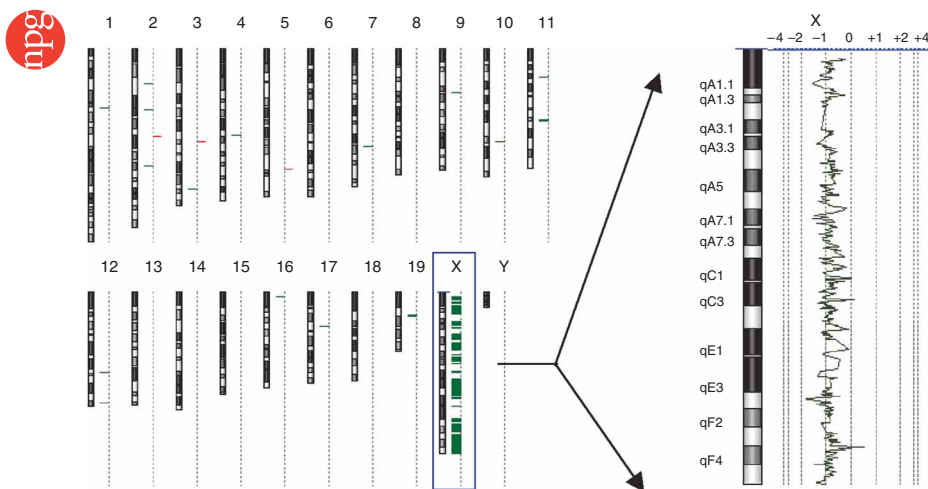 npg
1 2 3 4 5 6 7 8 9 10 11
12 13 14 15 16 17 18 19 X Y
X
−4 −2 −1 0 +1 +2 +4
qA1.1
qA1.3
qA3.1
qA3.3
qA5
qA7.1
qA7.3
qC1
qC3
qE1
qE3
qF2
qF4